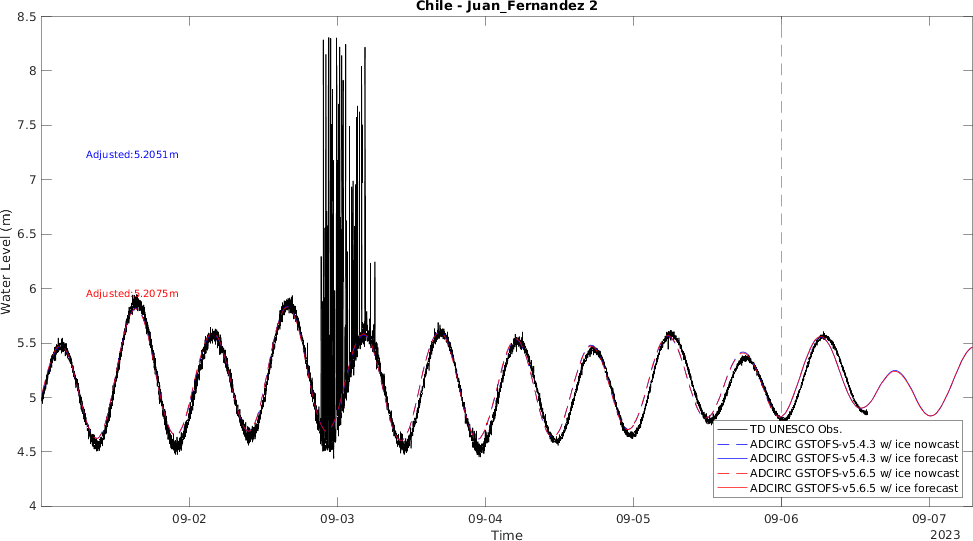 Chile - Juan_Fernandez 2
8.5
8
7.5
7
6.5
6
5.5
5
4.5
4
Water Level (m)
Adjusted:5.2051m
Adjusted:5.2075m
TD UNESCO Obs.
ADCIRC GSTOFS-v5.4.3 w/ ice nowcast
ADCIRC GSTOFS-v5.4.3 w/ ice forecast
ADCIRC GSTOFS-v5.6.5 w/ ice nowcast
ADCIRC GSTOFS-v5.6.5 w/ ice forecast
09-02 09-03 09-04 09-05 09-06 09-07
Time
2023